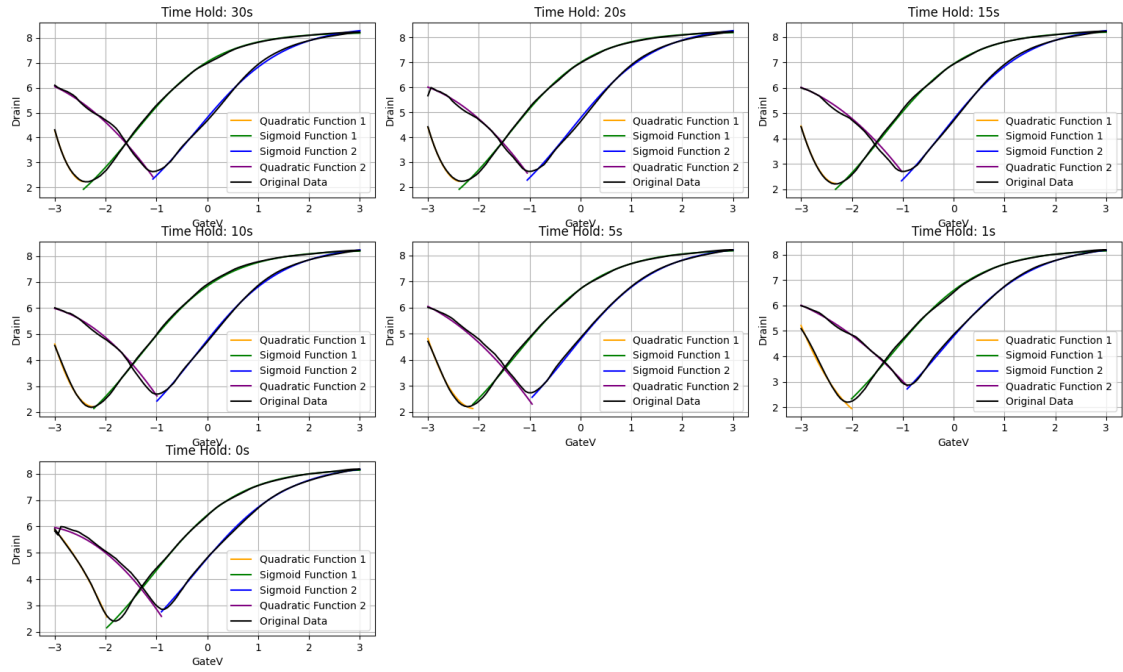 Time Hold: 30s
DrainI
8
7
6
5
4
3
2
−3 −2 −1 0 1 2 3
GateV
Quadratic Function 1
Sigmoid Function 1
Sigmoid Function 2
Quadratic Function 2
Original Data
Time Hold: 20s
DrainI
8
7
6
5
4
3
2
−3 −2 −1 0 1 2 3
GateV
Quadratic Function 1
Sigmoid Function 1
Sigmoid Function 2
Quadratic Function 2
Original Data
Time Hold: 15s
DrainI
8
7
6
5
4
3
2
−3 −2 −1 0 1 2 3
GateV
Quadratic Function 1
Sigmoid Function 1
Sigmoid Function 2
Quadratic Function 2
Original Data
Time Hold: 10s
DrainI
8
7
6
5
4
3
2
−3 −2 −1 0 1 2 3
GateV
Quadratic Function 1
Sigmoid Function 1
Sigmoid Function 2
Quadratic Function 2
Original Data
Time Hold: 5s
DrainI
8
7
6
5
4
3
2
−3 −2 −1 0 1 2 3
GateV
Quadratic Function 1
Sigmoid Function 1
Sigmoid Function 2
Quadratic Function 2
Original Data
Time Hold: 1s
DrainI
8
7
6
5
4
3
2
−3 −2 −1 0 1 2 3
GateV
Quadratic Function 1
Sigmoid Function 1
Sigmoid Function 2
Quadratic Function 2
Original Data
Time Hold: 0s
DrainI
8
7
6
5
4
3
2
−3 −2 −1 0 1 2 3
GateV
Quadratic Function 1
Sigmoid Function 1
Sigmoid Function 2
Quadratic Function 2
Original Data